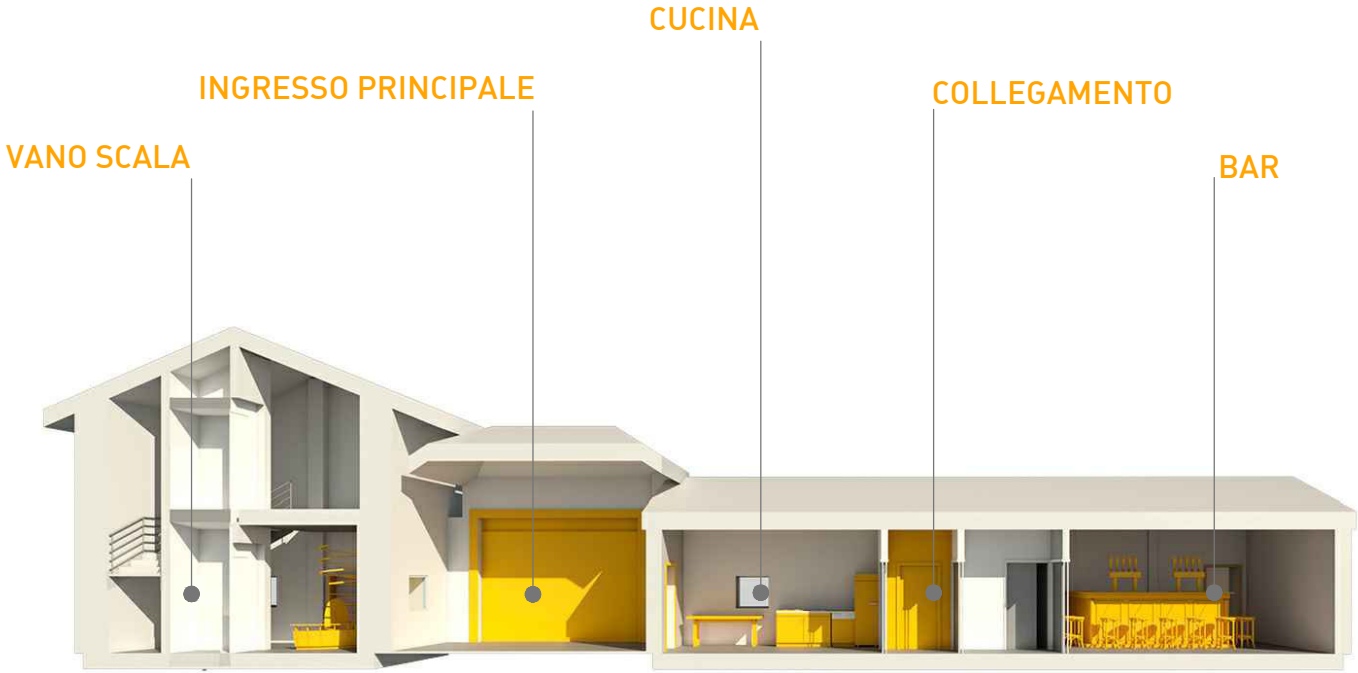 CUCINA
INGRESSO PRINCIPALE
COLLEGAMENTO
VANO SCALA
BAR